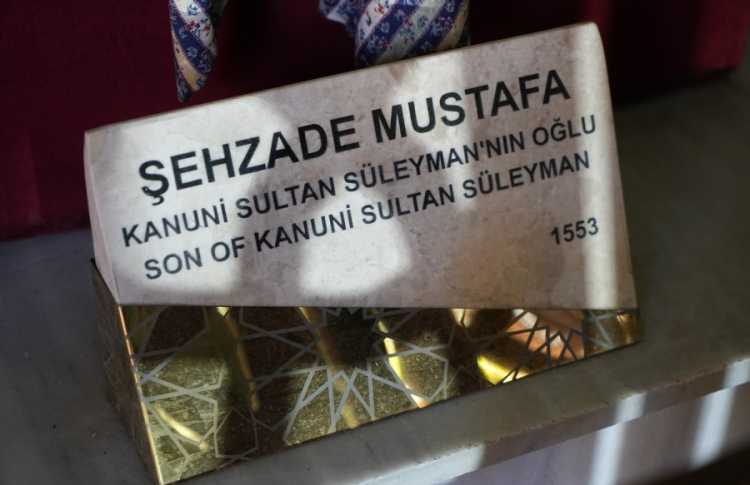 ŞEHZADE MUSTAFA
KANUNİ SULTAN SÜLEYMAN'NIN OĞLU
SON OF KANUNİ SULTAN SÜLEYMAN
1553